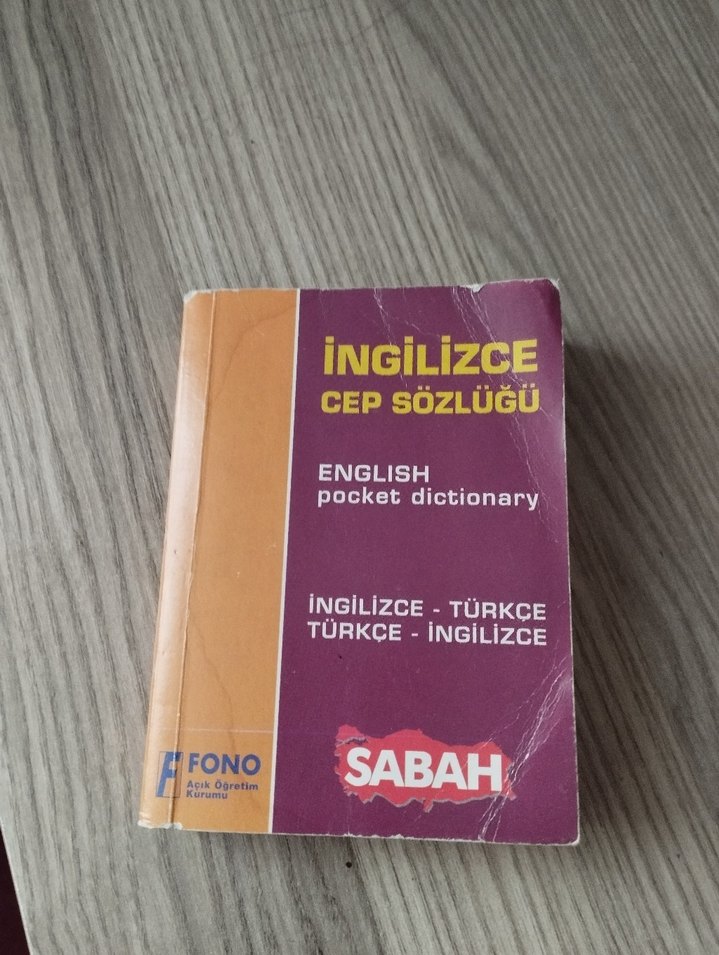 İNGİLİZCE
CEP SÖZLÜĞÜ
ENGLISH
pocket dictionary
İNGİLİZCE - TÜRKÇE
TÜRKÇE - İNGİLİZCE
FONO
Açık Öğretim
Kurumu
SABAH